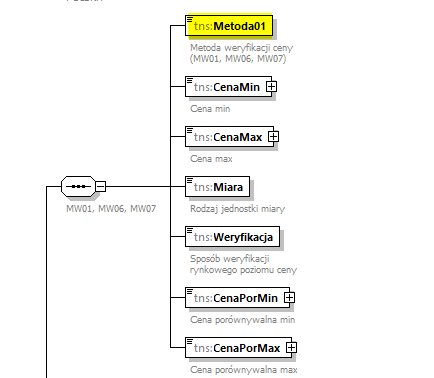 tns:Metoda01
Metoda weryfikacji ceny
(MW01, MW06, MW07)
tns:CenaMin
Cena min
tns:CenaMax
Cena max
MW01, MW06, MW07
tns:Miara
Rodzaj jednostki miary
tns:Weryfikacja
Sposób weryfikacji
rynkowego poziomu ceny
tns:CenaPorMin
Cena porównywalna min
tns:CenaPorMax
Cena porównywalna max